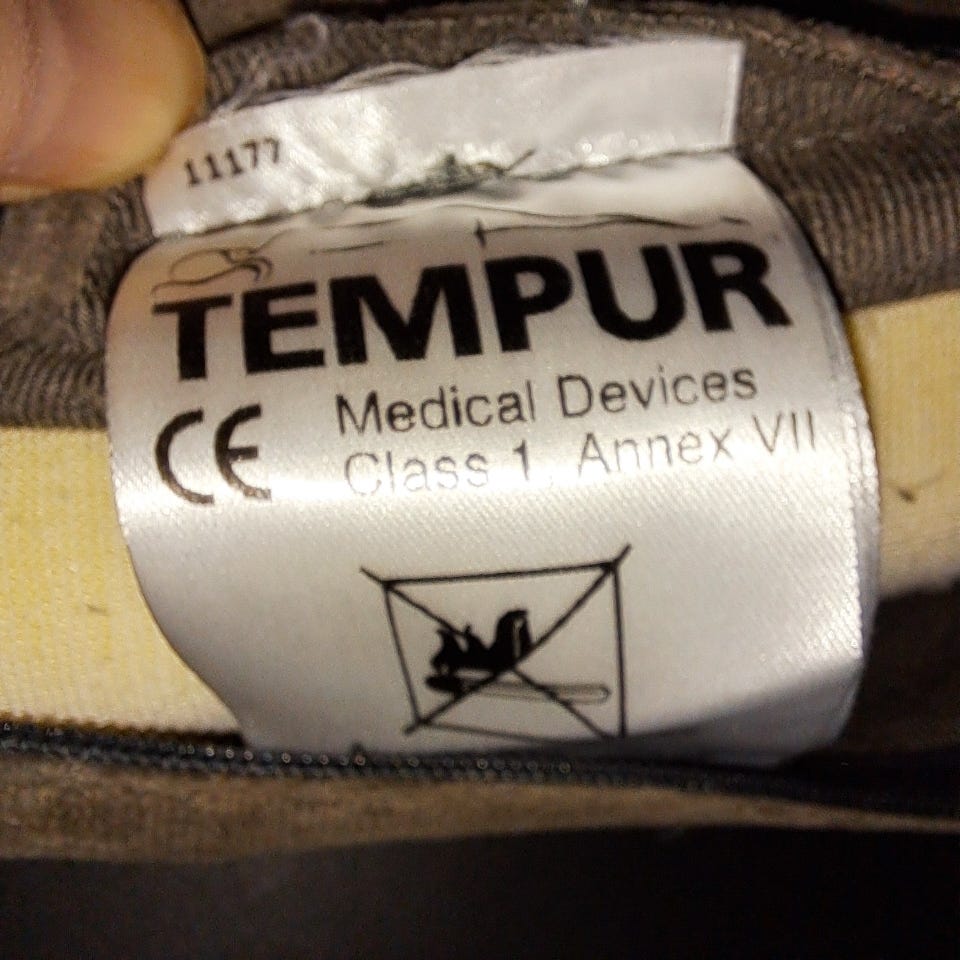 11177
TEMPUR
CE Medical Devices
Class 1, Annex VII